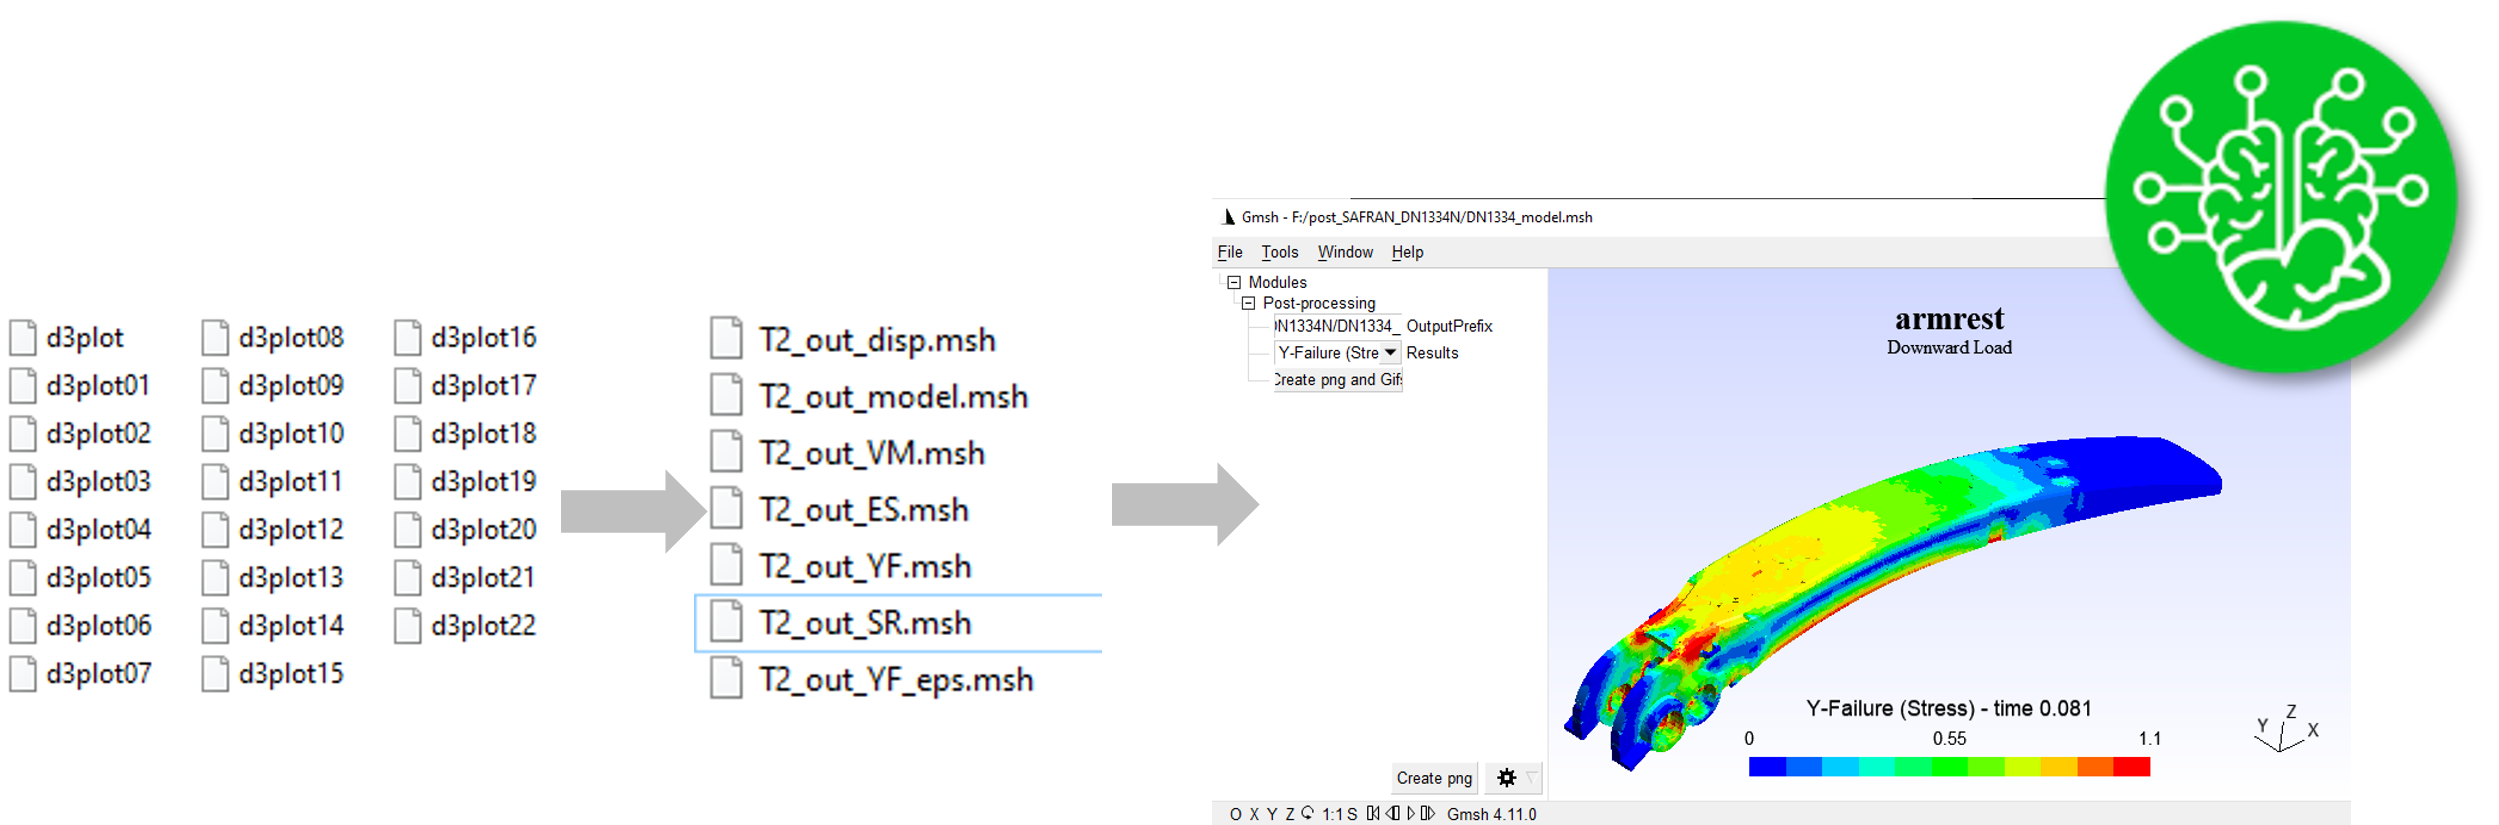 d3plot
d3plot01
d3plot02
d3plot03
d3plot04
d3plot05
d3plot06
d3plot07
d3plot08
d3plot09
d3plot10
d3plot11
d3plot12
d3plot13
d3plot14
d3plot15
d3plot16
d3plot17
d3plot18
d3plot19
d3plot20
d3plot21
d3plot22
T2_out_disp.msh
T2_out_model.msh
T2_out_VM.msh
T2_out_ES.msh
T2_out_YF.msh
T2_out_SR.msh
T2_out_YF_eps.msh
Gmsh - F:/post_SAFRAN_DN1334N/DN1334_model.msh
File Tools Window Help
Modules
Post-processing
N1334N/DN1334_ OutputPrefix
Y-Failure (Stre Results
Create png and Gif
armrest
Downward Load
Y-Failure (Stress) - time 0.081
0 0.55 1.1
Y Z X
Create png
O X Y Z 1:1 S Gmsh 4.11.0